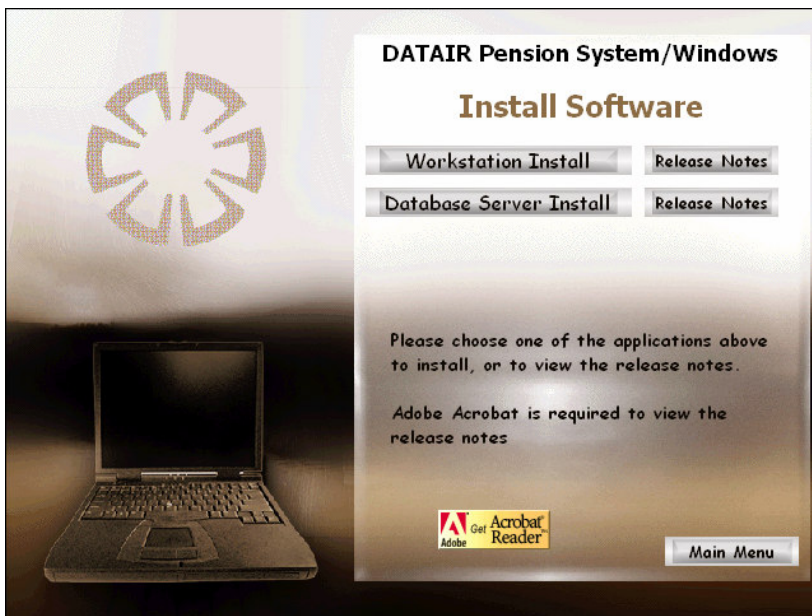 DATAIR Pension System/Windows
Install Software
Workstation Install Release Notes
Database Server Install Release Notes
Please choose one of the applications above
to install, or to view the release notes.
Adobe Acrobat is required to view the
release notes
Adobe Get Acrobat Reader
Main Menu